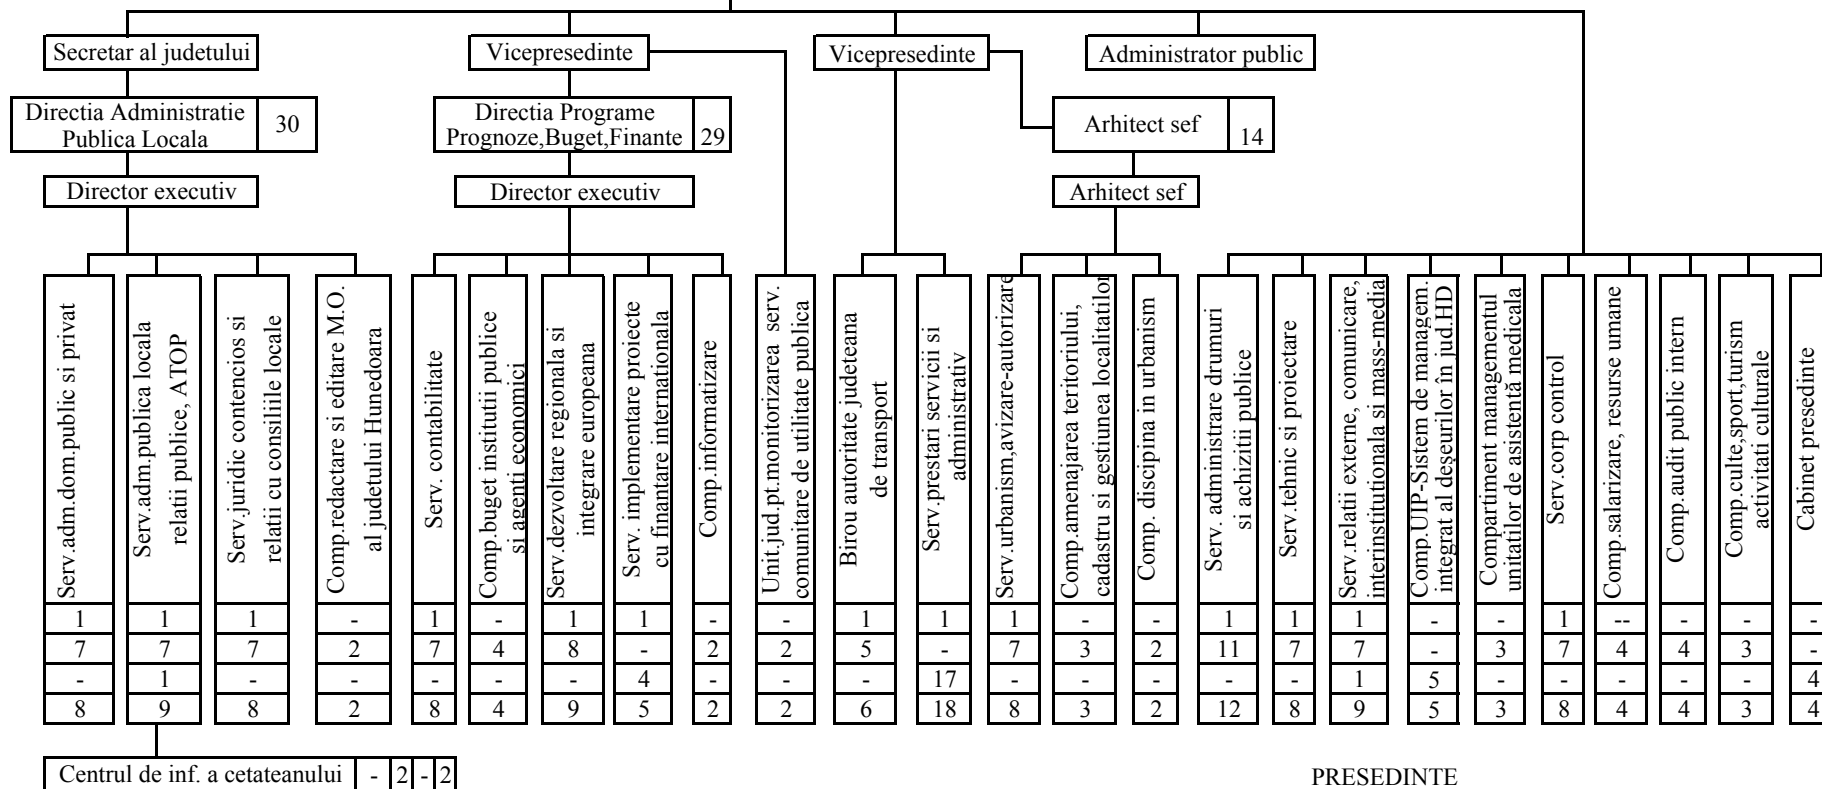 Secretar al judetului
Vicepresedinte
Vicepresedinte
Administrator public
Directia Administratie
Publica Locala
30
Directia Programe
Prognoze,Buget,Finante
29
Arhitect sef
14
Director executiv
Director executiv
Arhitect sef
Serv.adm.dom.public si privat
Serv.adm.publica locala
relatii publice, ATOP
Serv.juridic contencios si
relatii cu consiliile locale
Comp.redactare si editare M.O.
al judetului Hunedoara
Serv. contabilitate
Comp.buget institutii publice
si agenti economici
Serv.dezvoltare regionala si
integrare europeana
Serv. implementare proiecte
cu finantare internationala
Comp.informatizare
Unit.jud.pt.monitorizarea serv.
comunitare de utilitate publica
Birou autoritate judeteana
de transport
Serv.prestari servicii si
administrativ
Serv.urbanism,avizare-autorizare
Comp.amenajarea teritoriului,
cadastru si gestiunea localitatilor
Comp. discipina in urbanism
Serv. administrare drumuri
si achizitii publice
Serv.tehnic si proiectare
Serv.relatii externe, comunicare,
interinstitutionala si mass-media
Comp.UIP-Sistem de managem.
integrat al deșeurilor în jud.HD
Compartiment managementul
unitatilor de asistentă medicala
Serv.corp control
Comp.salarizare, resurse umane
Comp.audit public intern
Comp.culte,sport,turism
activitati culturale
Cabinet presedinte
1 1 1 - 1 - 1 1 - - 1 1 1 - - 1 1 1 - - 1 -- - - -
7 7 7 2 7 4 8 - 2 2 5 - 7 3 2 11 7 7 - 3 7 4 4 3 -
- 1 - - - - - 4 - - - 17 - - - - - 1 5 - - - - - 4
8 9 8 2 8 4 9 5 2 2 6 18 8 3 2 12 8 9 5 3 8 4 4 3 4
Centrul de inf. a cetateanului - 2 - 2
PRESEDINTE